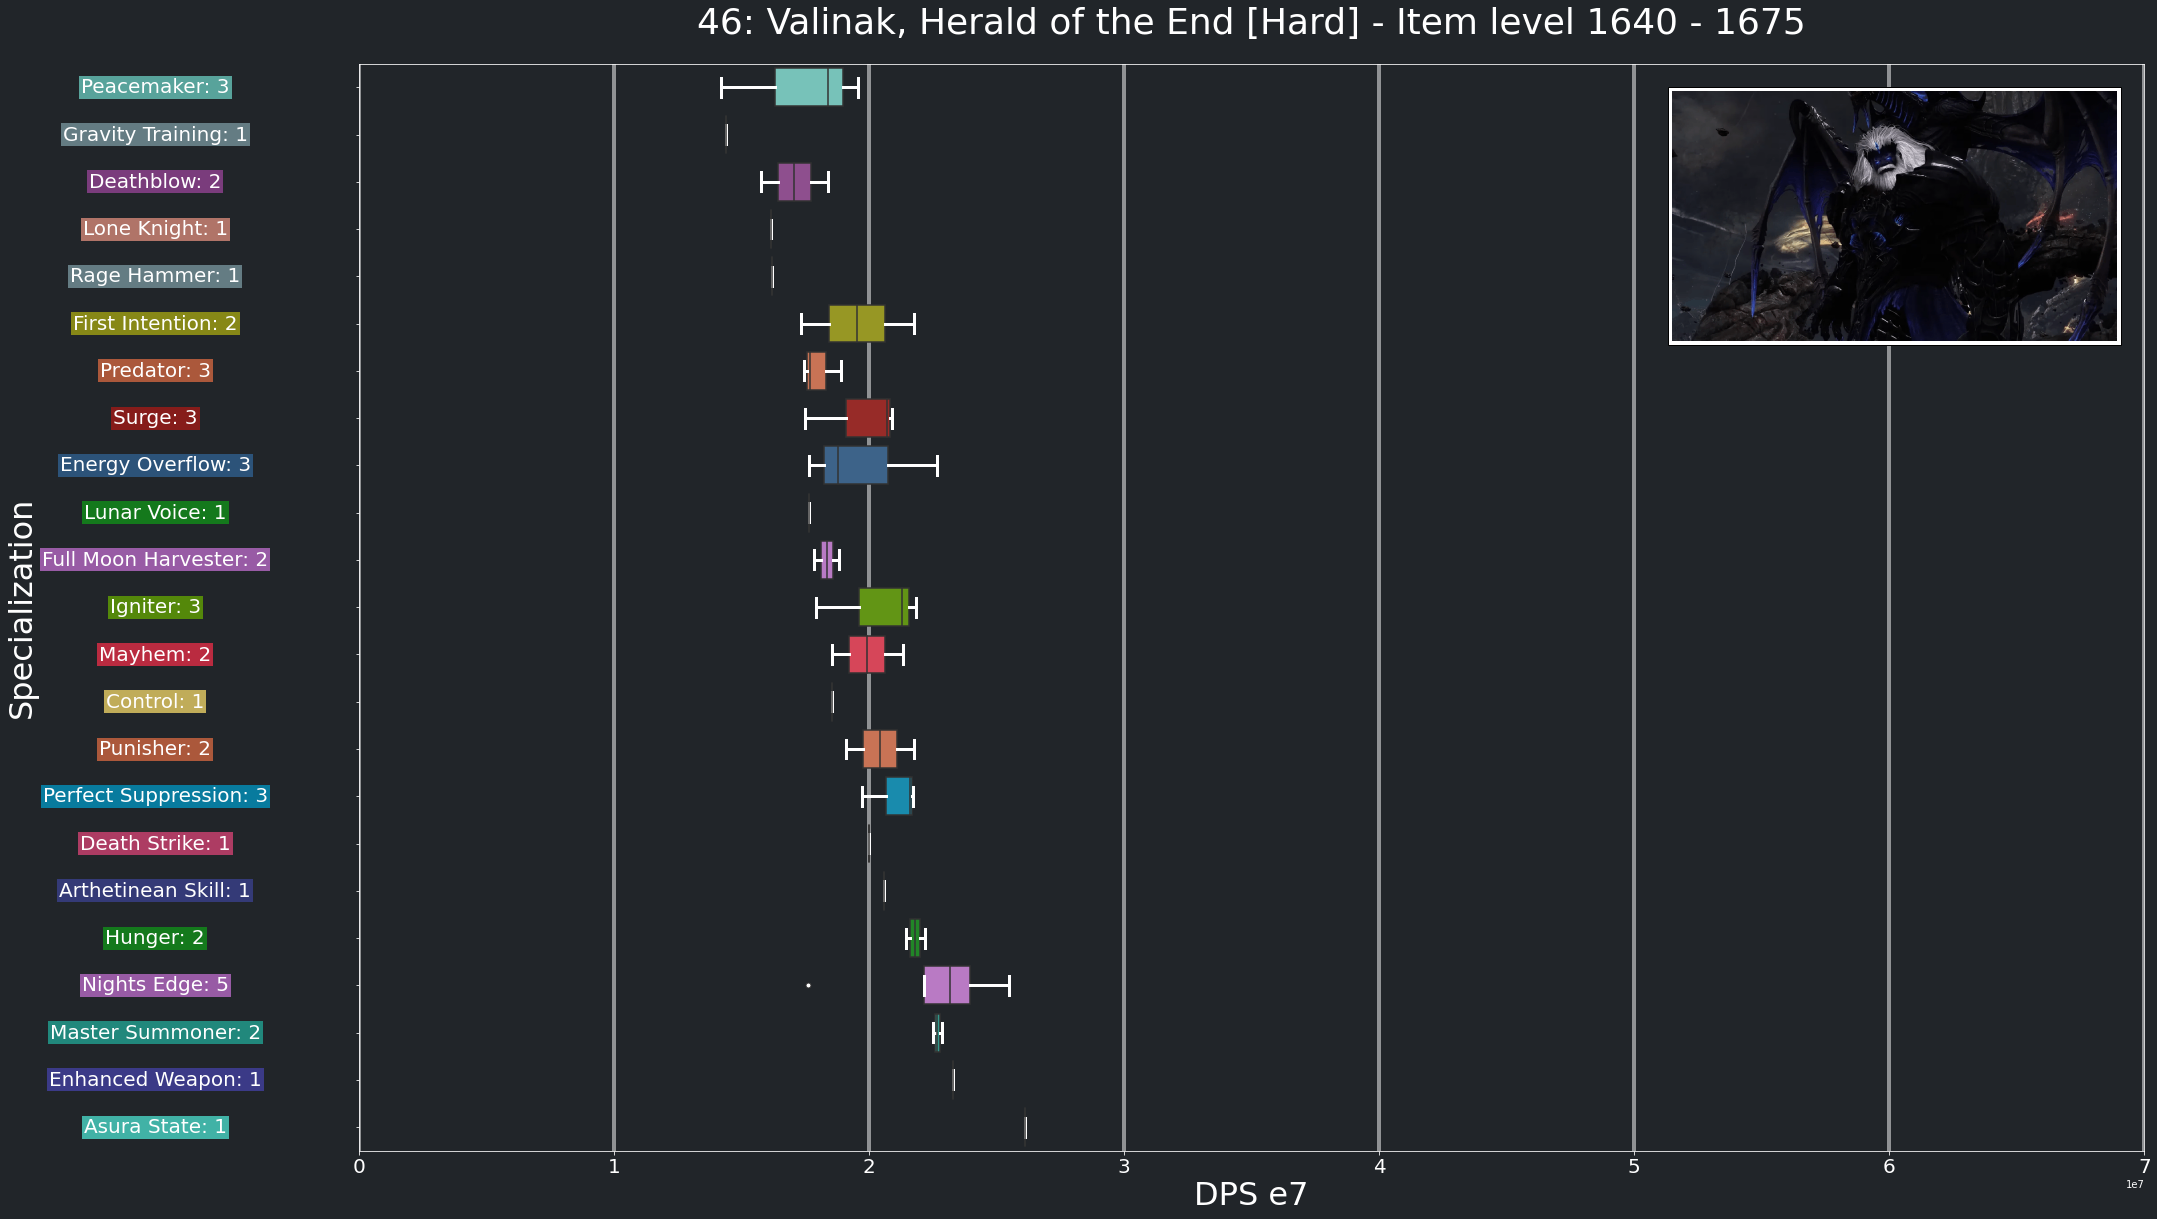 46: Valinak, Herald of the End [Hard] - Item level 1640 - 1675
Specialization
Peacemaker: 3
Gravity Training: 1
Deathblow: 2
Lone Knight: 1
Rage Hammer: 1
First Intention: 2
Predator: 3
Surge: 3
Energy Overflow: 3
Lunar Voice: 1
Full Moon Harvester: 2
Igniter: 3
Mayhem: 2
Control: 1
Punisher: 2
Perfect Suppression: 3
Death Strike: 1
Arthetinean Skill: 1
Hunger: 2
Nights Edge: 5
Master Summoner: 2
Enhanced Weapon: 1
Asura State: 1
0 1 2 3 4 5 6 7
1e7
DPS e7